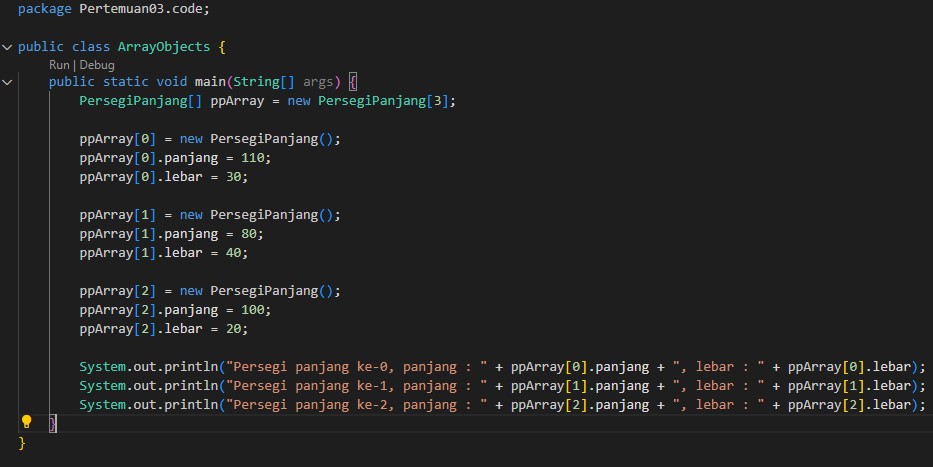 package Pertemuan03.code;
public class ArrayObjects {
Run | Debug
public static void main(String[] args) {
PersegiPanjang[] ppArray = new PersegiPanjang[3];
ppArray[0] = new PersegiPanjang();
ppArray[0].panjang = 110;
ppArray[0].lebar = 30;
ppArray[1] = new PersegiPanjang();
ppArray[1].panjang = 80;
ppArray[1].lebar = 40;
ppArray[2] = new PersegiPanjang();
ppArray[2].panjang = 100;
ppArray[2].lebar = 20;
System.out.println("Persegi panjang ke-0, panjang : " + ppArray[0].panjang + ", lebar : " + ppArray[0].lebar);
System.out.println("Persegi panjang ke-1, panjang : " + ppArray[1].panjang + ", lebar : " + ppArray[1].lebar);
System.out.println("Persegi panjang ke-2, panjang : " + ppArray[2].panjang + ", lebar : " + ppArray[2].lebar);
}
}